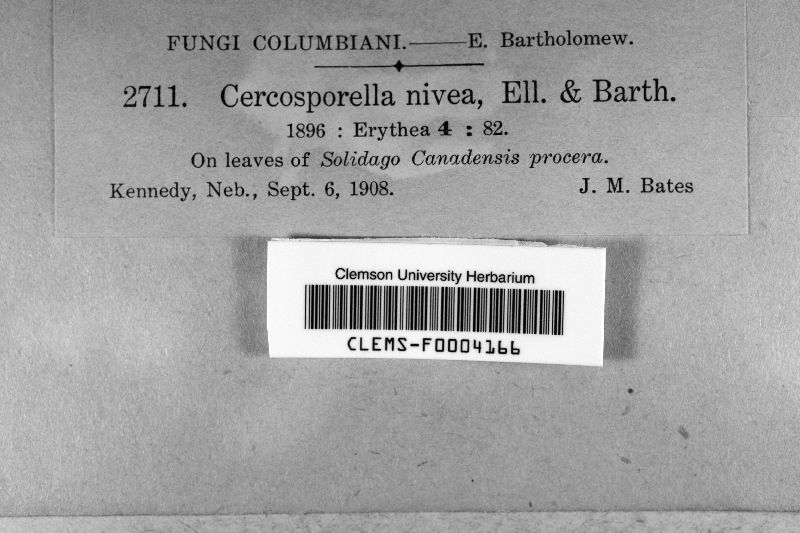 FUNGI COLUMBIANI.——E. Bartholomew.
2711. Cercosporella nivea, Ell. & Barth.
1896 : Erythea 4 : 82.
On leaves of Solidago Canadensis procera.
Kennedy, Neb., Sept. 6, 1908. J. M. Bates
Clemson University Herbarium
CLEMS-F0004166